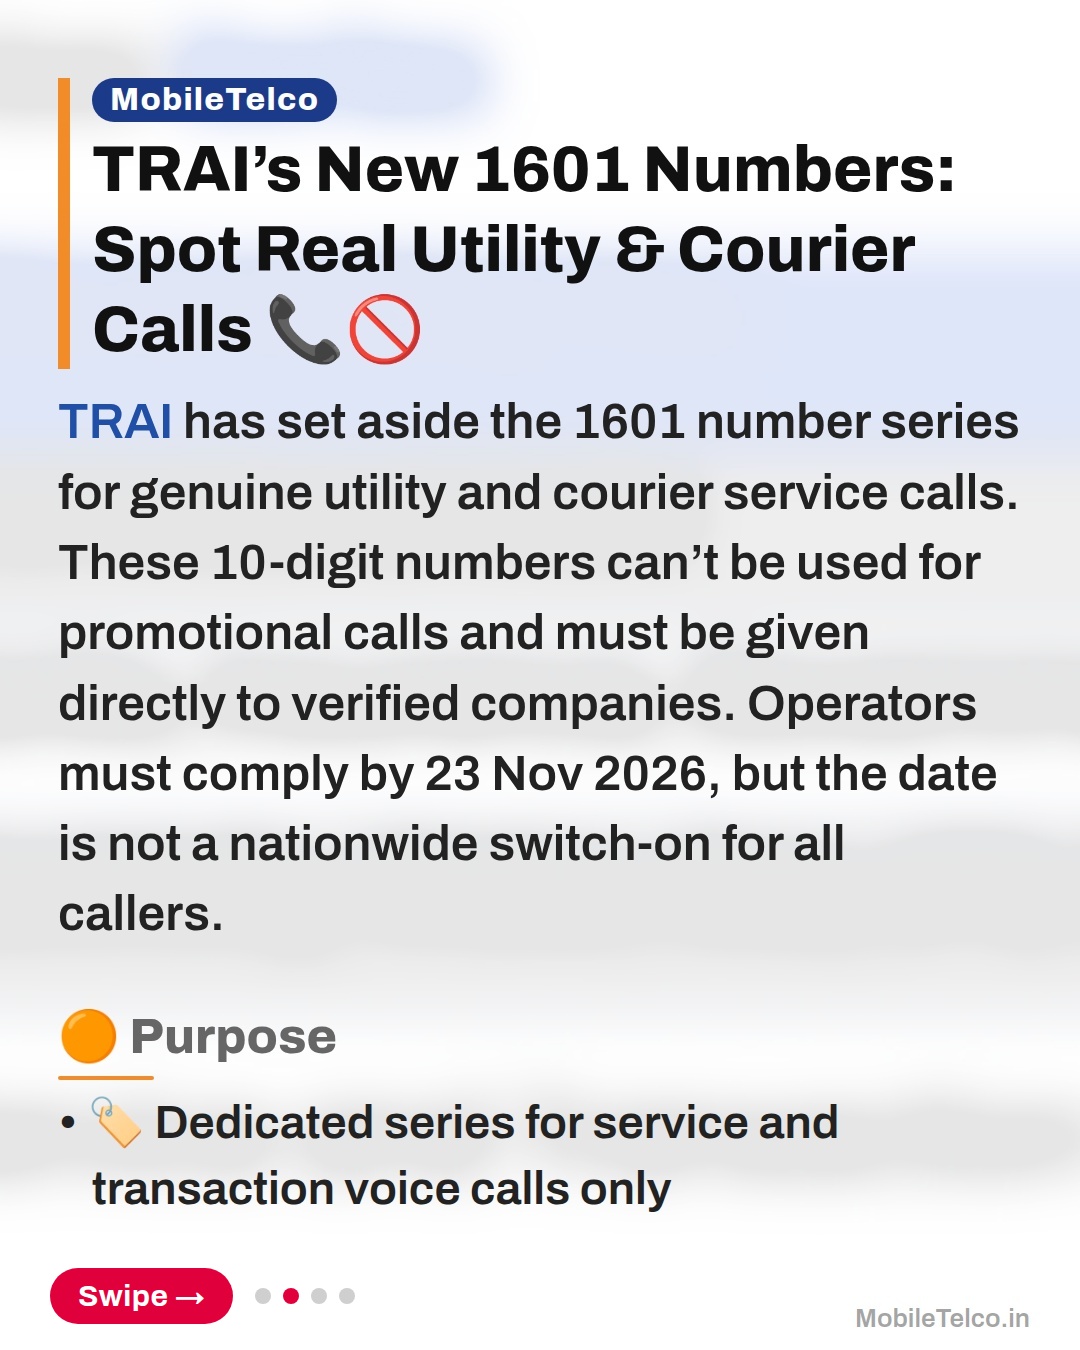 MobileTelco
TRAI’s New 1601 Numbers:
Spot Real Utility & Courier
Calls 📞🚫
TRAI has set aside the 1601 number series
for genuine utility and courier service calls.
These 10-digit numbers can’t be used for
promotional calls and must be given
directly to verified companies. Operators
must comply by 23 Nov 2026, but the date
is not a nationwide switch-on for all
callers.
🟠 Purpose
• 🏷️ Dedicated series for service and
transaction voice calls only
Swipe →
MobileTelco.in